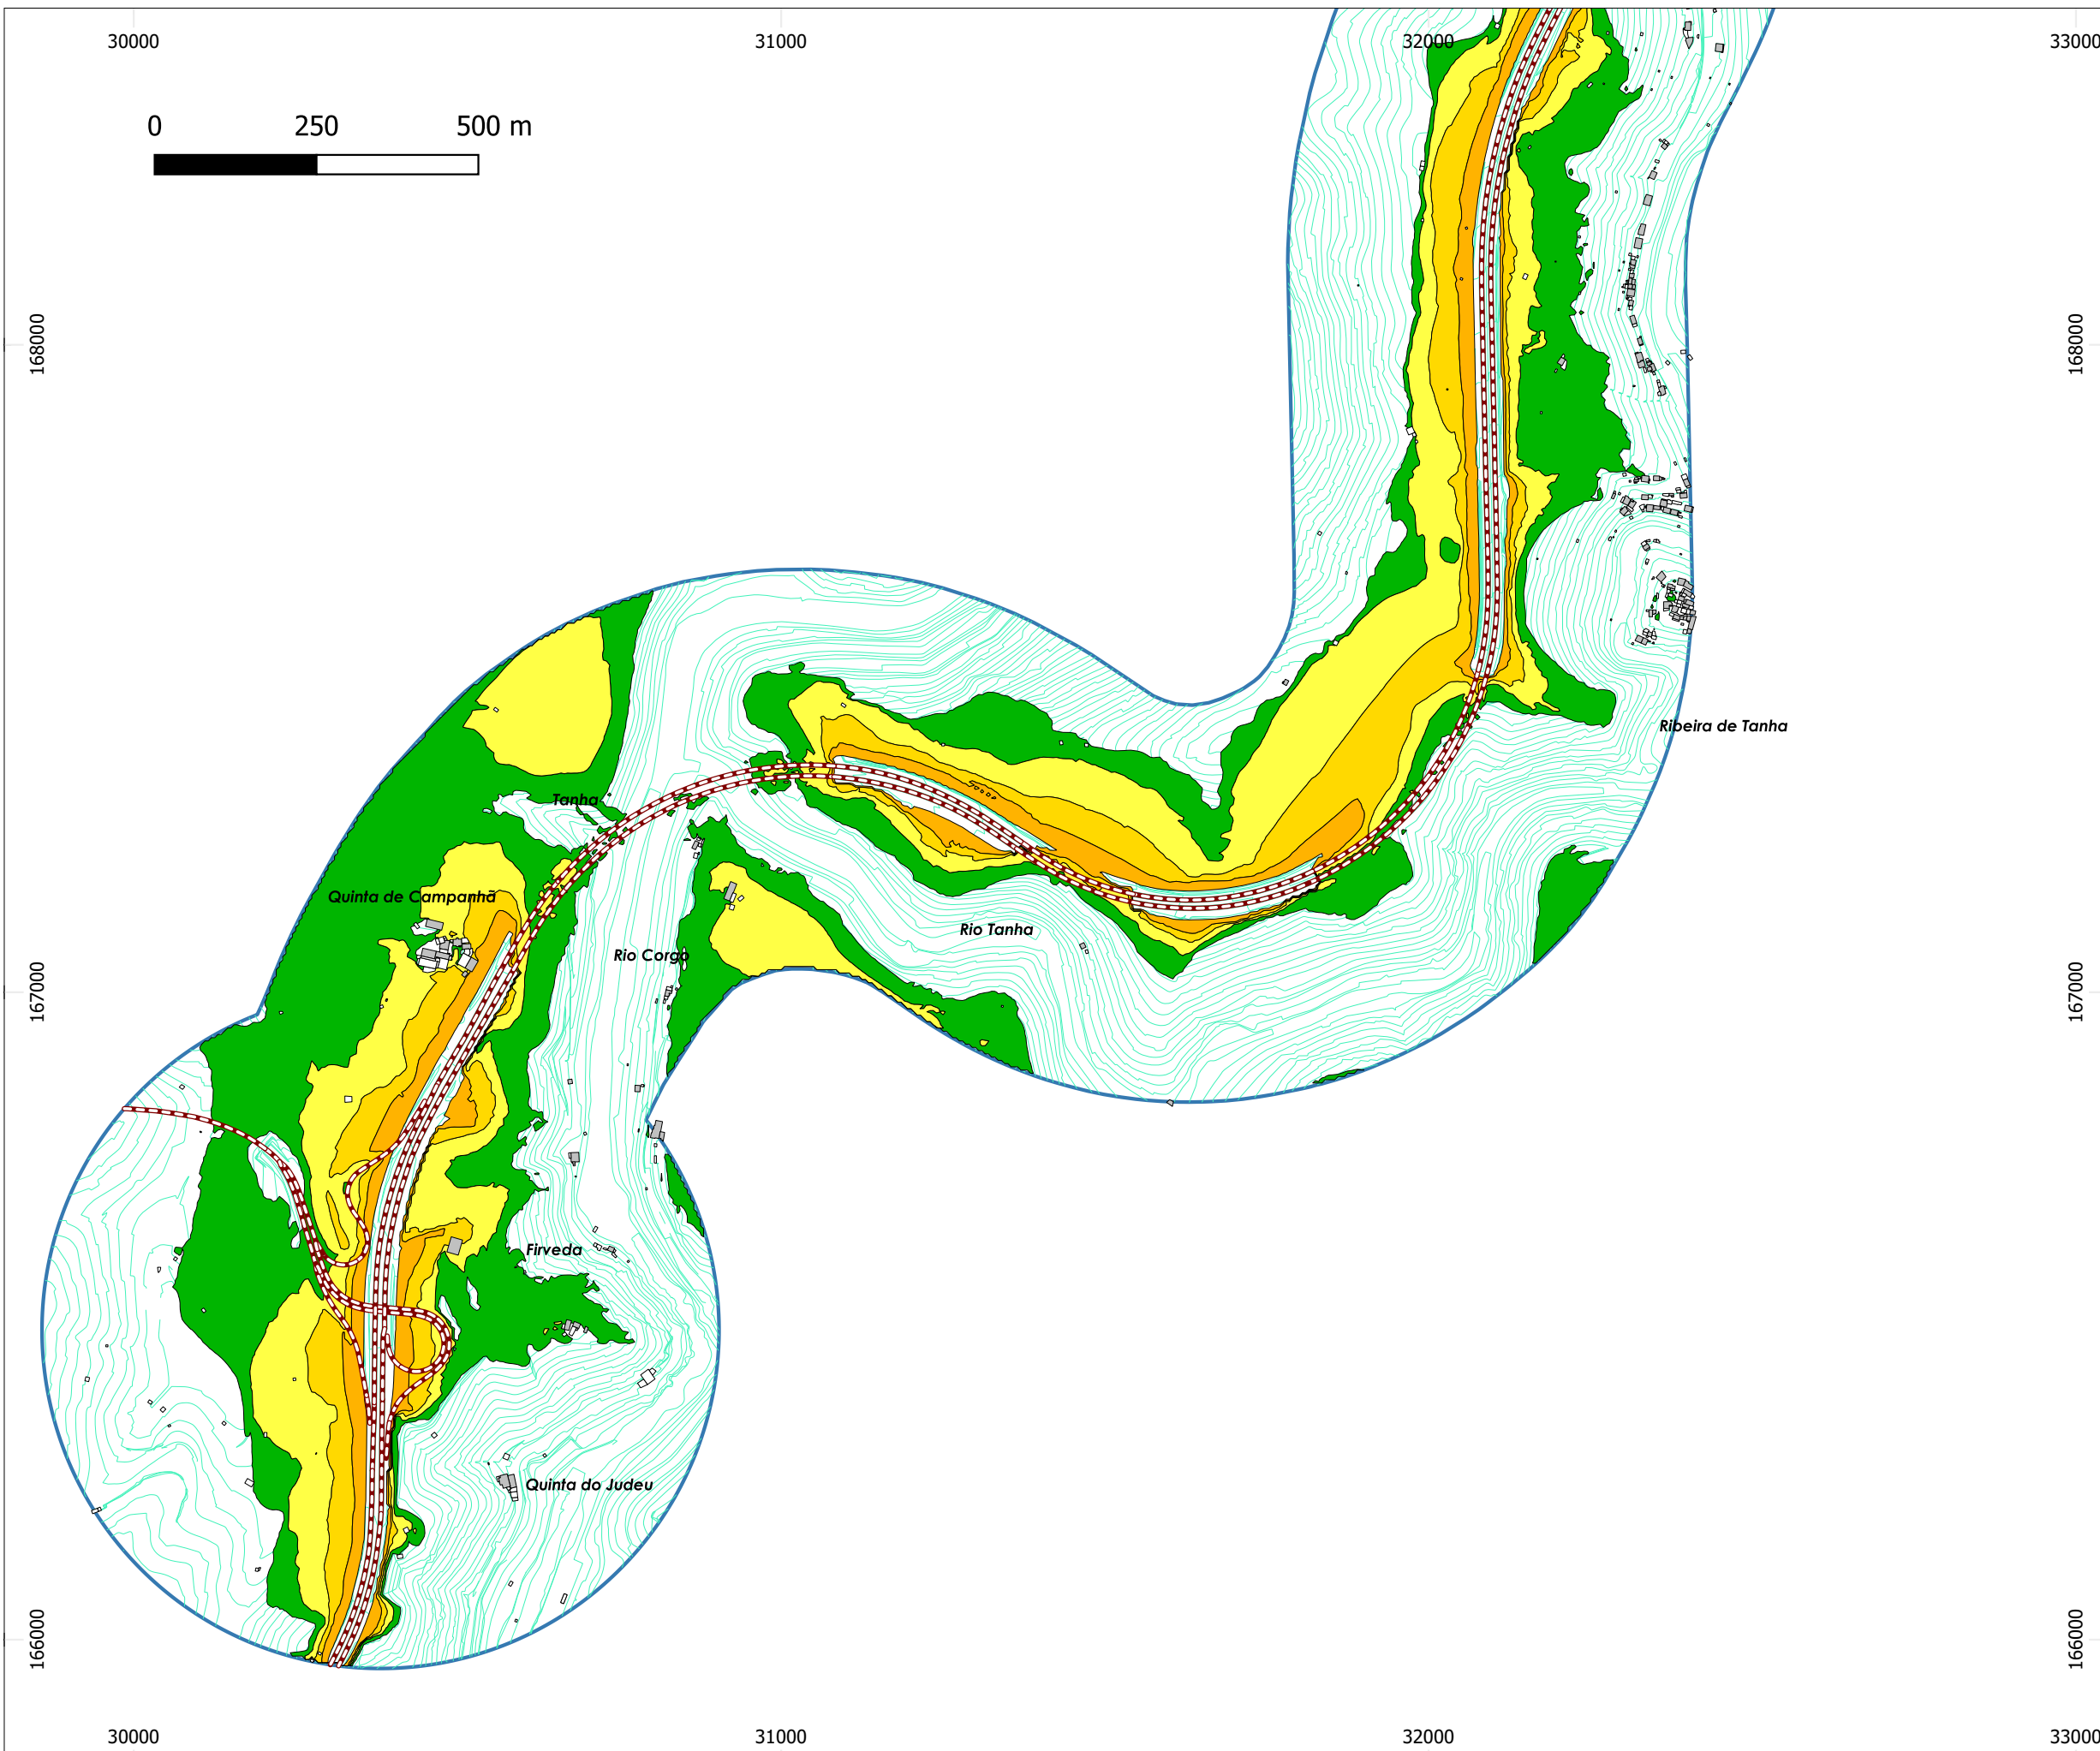 30000
31000
32000
33000
0
250
500 m
168000
168000
Ribeira de Tanha
Tanha
Quinta de Campanhã
Rio Tanha
Rio Corgo
167000
167000
Firveda
Quinta do Judeu
166000
166000
30000
31000
32000
33000